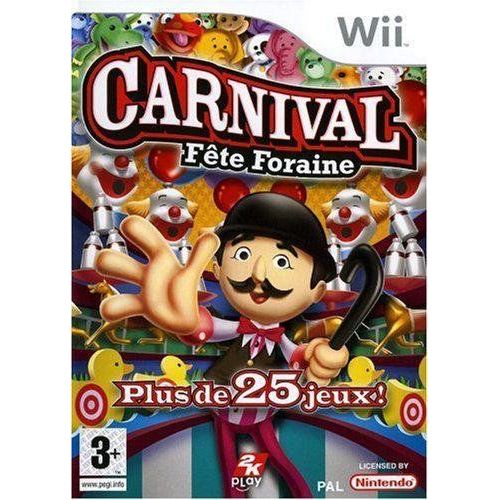 Wii
CARNIVAL
Fête Foraine
Plus de 25 jeux!
3+
www.pegi.info
2K
play
PAL
LICENSED BY
Nintendo